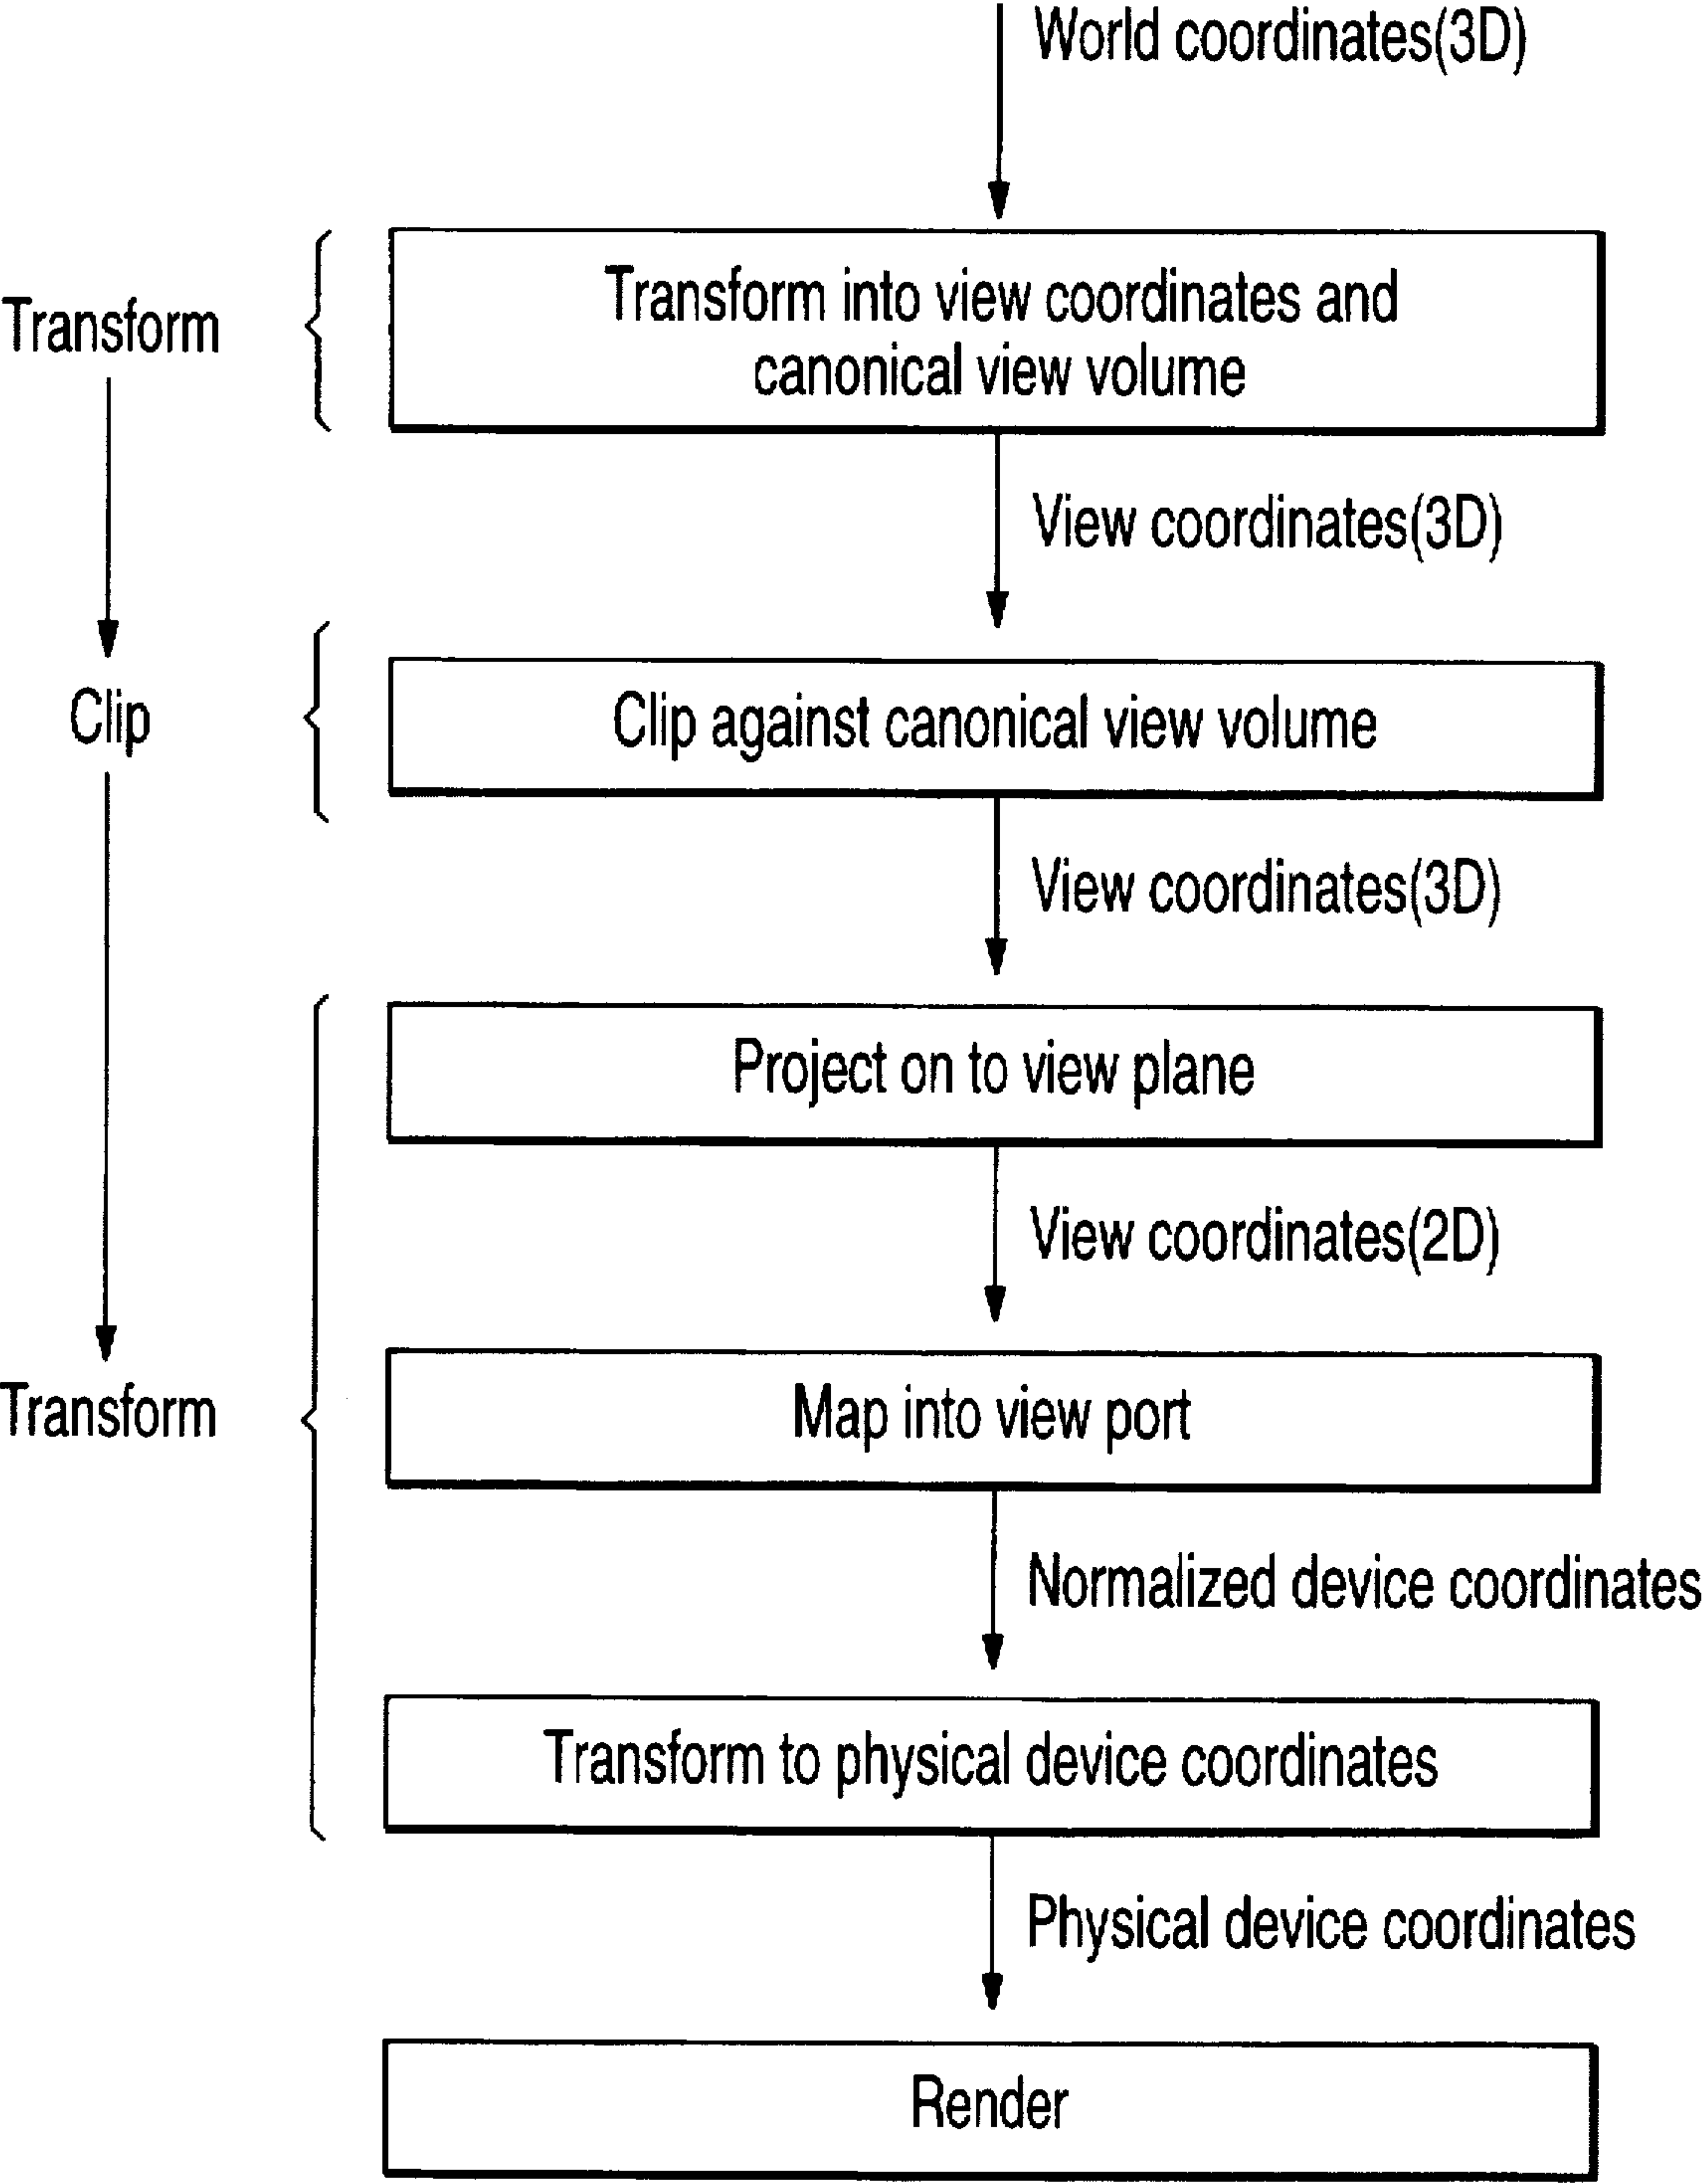 World coordinates(3D)
Transform
Transform into view coordinates and
canonical view volume
View coordinates(3D)
Clip
Clip against canonical view volume
View coordinates(3D)
Project on to view plane
View coordinates(2D)
Transform
Map into view port
Normalized device coordinates
Transform to physical device coordinates
Physical device coordinates
Render